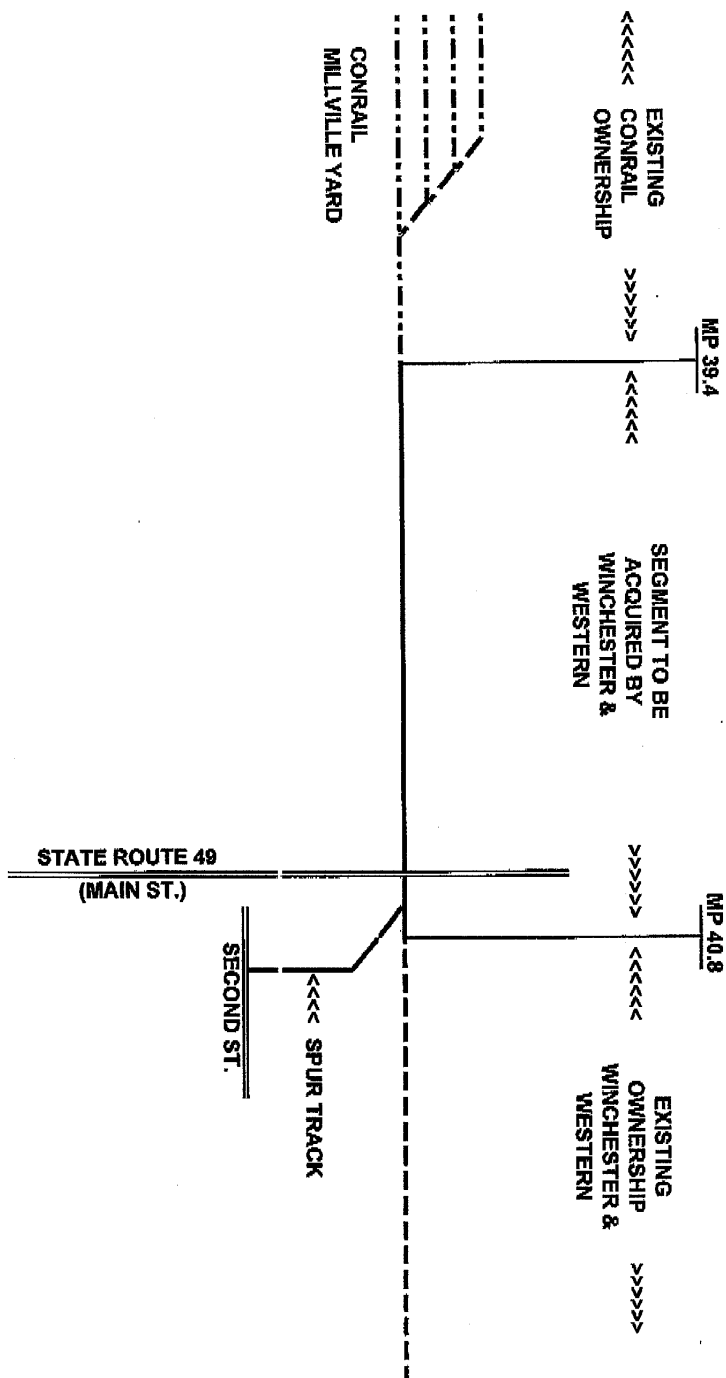 <<<<<< EXISTING >>>>>>
CONRAIL
OWNERSHIP
MP 39.4
<<<<<< SEGMENT TO BE >>>>>>
ACQUIRED BY
WINCHESTER &
WESTERN
MP 40.8
<<<<<< EXISTING >>>>>>
OWNERSHIP
WINCHESTER &
WESTERN
CONRAIL
MILLVILLE YARD
STATE ROUTE 49
(MAIN ST.)
<<<< SPUR TRACK
SECOND ST.